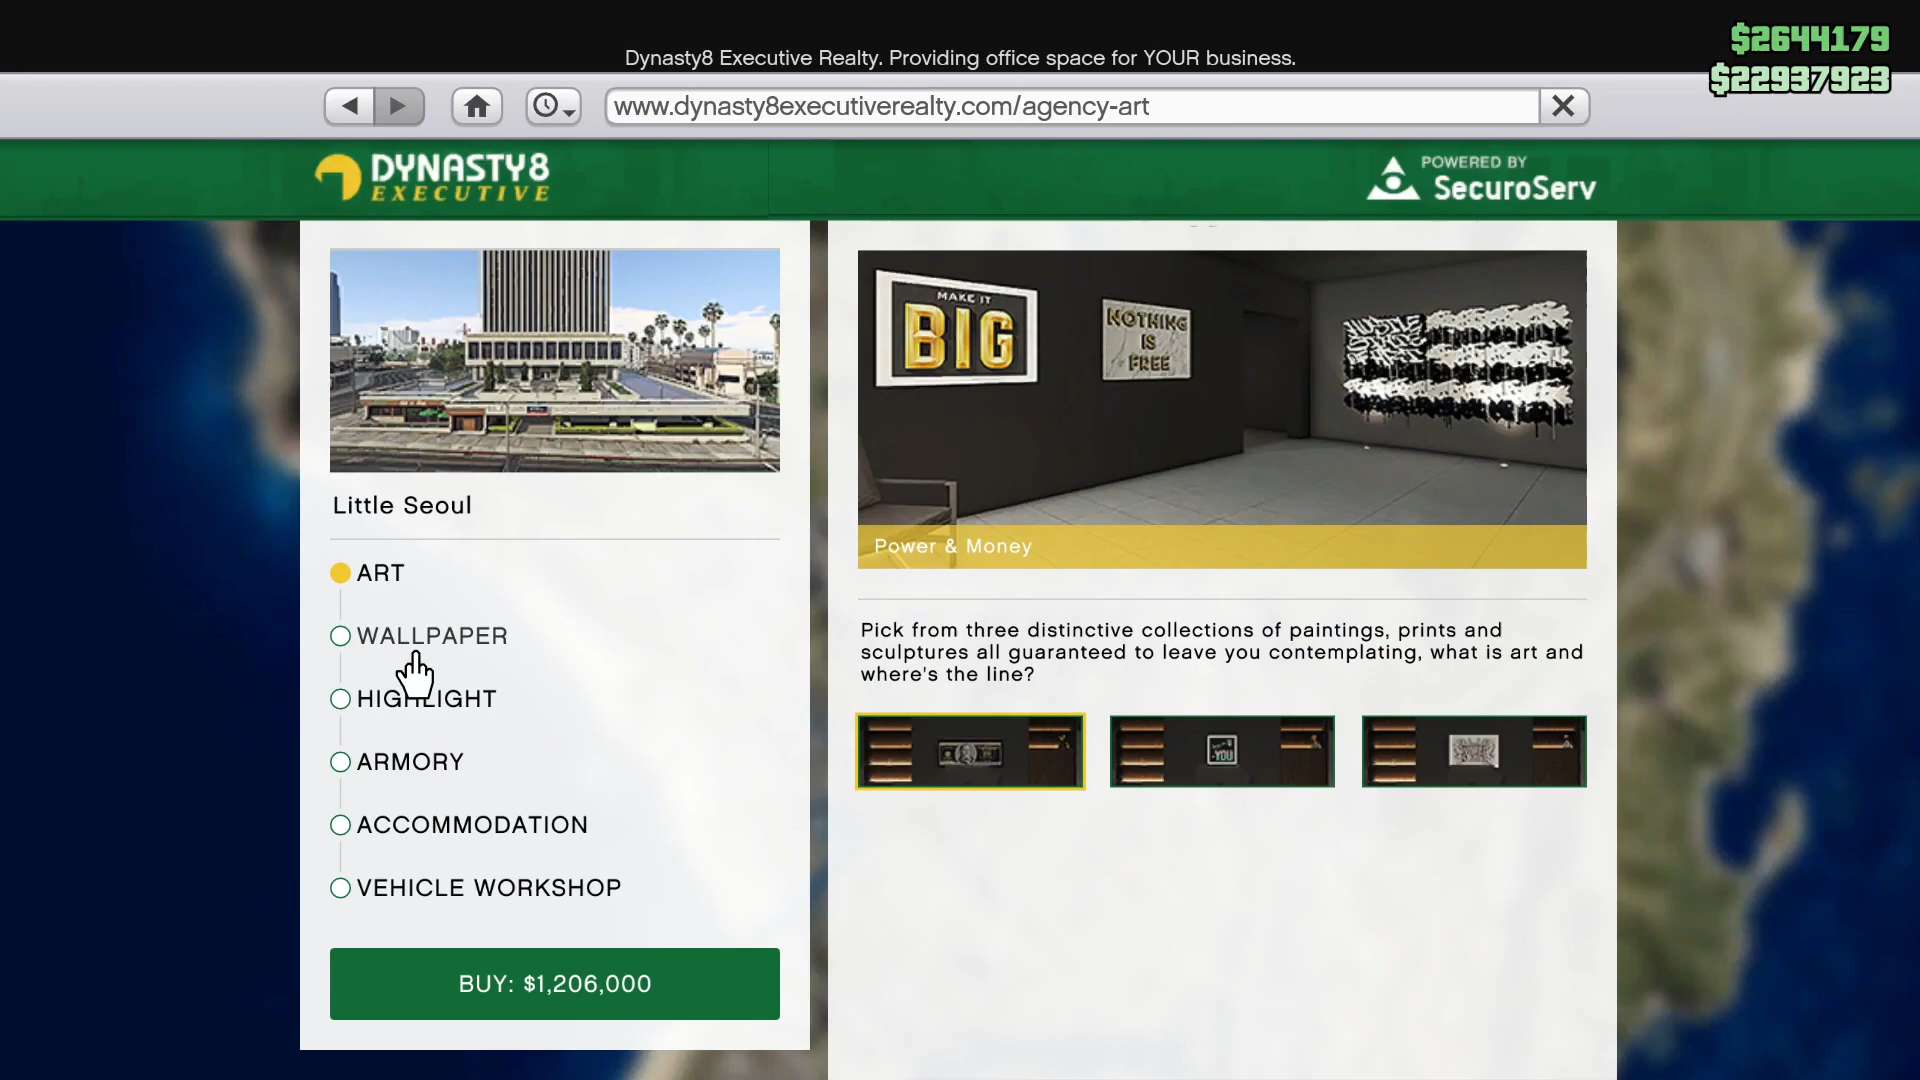 $2644179
Dynasty8 Executive Realty. Providing office space for YOUR business.
$22937923
www.dynasty8executiverealty.com/agency-art
DYNASTY8
EXECUTIVE
POWERED BY
SecuroServ
MAKE IT
BIG
NOTHING
IS
FREE
Power & Money
Little Seoul
ART
WALLPAPER
HIGHLIGHT
ARMORY
ACCOMMODATION
VEHICLE WORKSHOP
BUY: $1,206,000
Pick from three distinctive collections of paintings, prints and
sculptures all guaranteed to leave you contemplating, what is art and
where's the line?
YOU